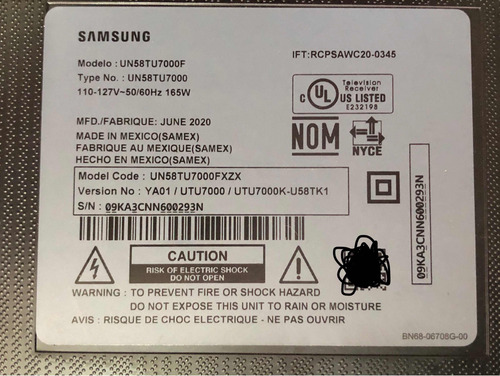 SAMSUNG
IFT:RCPSAWC20-0345
Modelo : UN58TU7000F
Type No. : UN58TU7000
110-127V~50/60Hz 165W
c UL US LISTED
Television
Receiver
E232198
MFD./FABRIQUE: JUNE 2020
MADE IN MEXICO(SAMEX)
FABRIQUE AU MEXIQUE(SAMEX)
HECHO EN MEXICO(SAMEX)
NOM
NYCE
Model Code : UN58TU7000FXZX
Version No : YA01 / UTU7000 / UTU7000K-U58TK1
S/N : 09KA3CNN600293N
09KA3CNN600293N
CAUTION
RISK OF ELECTRIC SHOCK
DO NOT OPEN
WARNING : TO PREVENT FIRE OR SHOCK HAZARD
DO NOT EXPOSE THIS UNIT TO RAIN OR MOISTURE
AVIS : RISQUE DE CHOC ELECTRIQUE - NE PAS OUVRIR
BN68-06708G-00